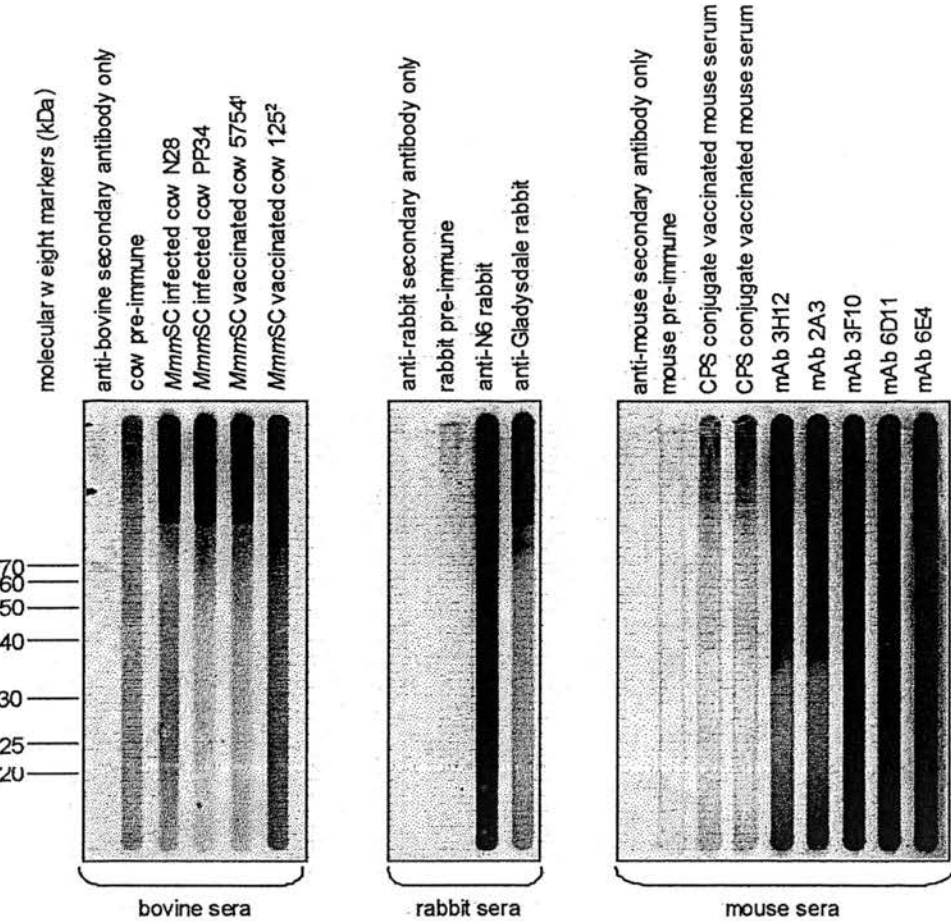 molecular w eight markers (kDa)
anti-bovine secondary antibody only
cow pre-immune
MmmSC infected cow N28
MmmSC infected cow PP34
MmmSC vaccinated cow 5754¹
MmmSC vaccinated cow 125²
anti-rabbit secondary antibody only
rabbit pre-immune
anti-N6 rabbit
anti-Gladysdale rabbit
anti-mouse secondary antibody only
mouse pre-immune
CPS conjugate vaccinated mouse serum
CPS conjugate vaccinated mouse serum
mAb 3H12
mAb 2A3
mAb 3F10
mAb 6D11
mAb 6E4
70
60
50
40
30
25
20
bovine sera
rabbit sera
mouse sera